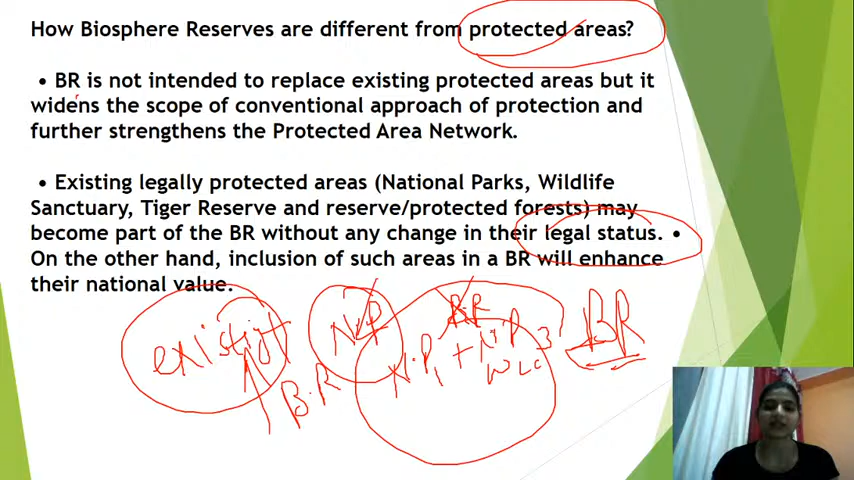 How Biosphere Reserves are different from protected areas?
• BR is not intended to replace existing protected areas but it
widens the scope of conventional approach of protection and
further strengthens the Protected Area Network.
• Existing legally protected areas (National Parks, Wildlife
Sanctuary, Tiger Reserve and reserve/protected forests) may
become part of the BR without any change in their legal status. •
On the other hand, inclusion of such areas in a BR will enhance
their national value.
N.P
B.R
BR
N.P1 + N.P
B.R